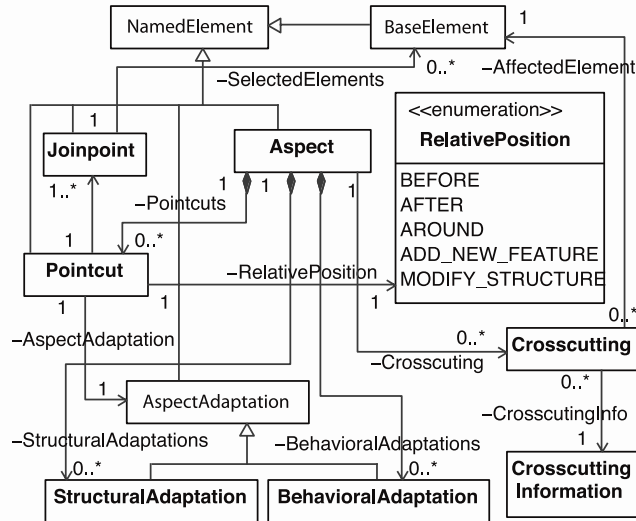 NamedElement
BaseElement
1
−SelectedElements
0..*
−AffectedElement
1
Joinpoint
Aspect
<<enumeration>>
RelativePosition
BEFORE
AFTER
AROUND
ADD_NEW_FEATURE
MODIFY_STRUCTURE
1..*
1
1
1
−Pointcuts
0..*
1
Pointcut
−RelativePosition
1
1
1
−AspectAdaptation
0..*
0..*
Crosscutting
−Crosscuting
0..*
1
AspectAdaptation
−CrosscutingInfo
−StructuralAdaptations
−BehavioralAdaptations
1
0..*
0..*
StructuralAdaptation
BehavioralAdaptation
Crosscutting
Information